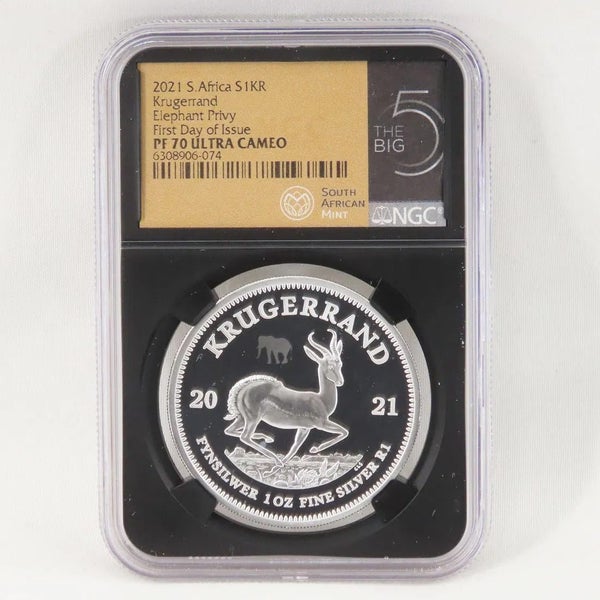 2021 S.Africa S1KR
Krugerrand
Elephant Privy
First Day of Issue
PF 70 ULTRA CAMEO
6308906-074
THE
BIG
5
SOUTH
AFRICAN
MINT
NGC
KRUGERRAND
20 21
FYNSILWER 1 OZ FINE SILVER R1